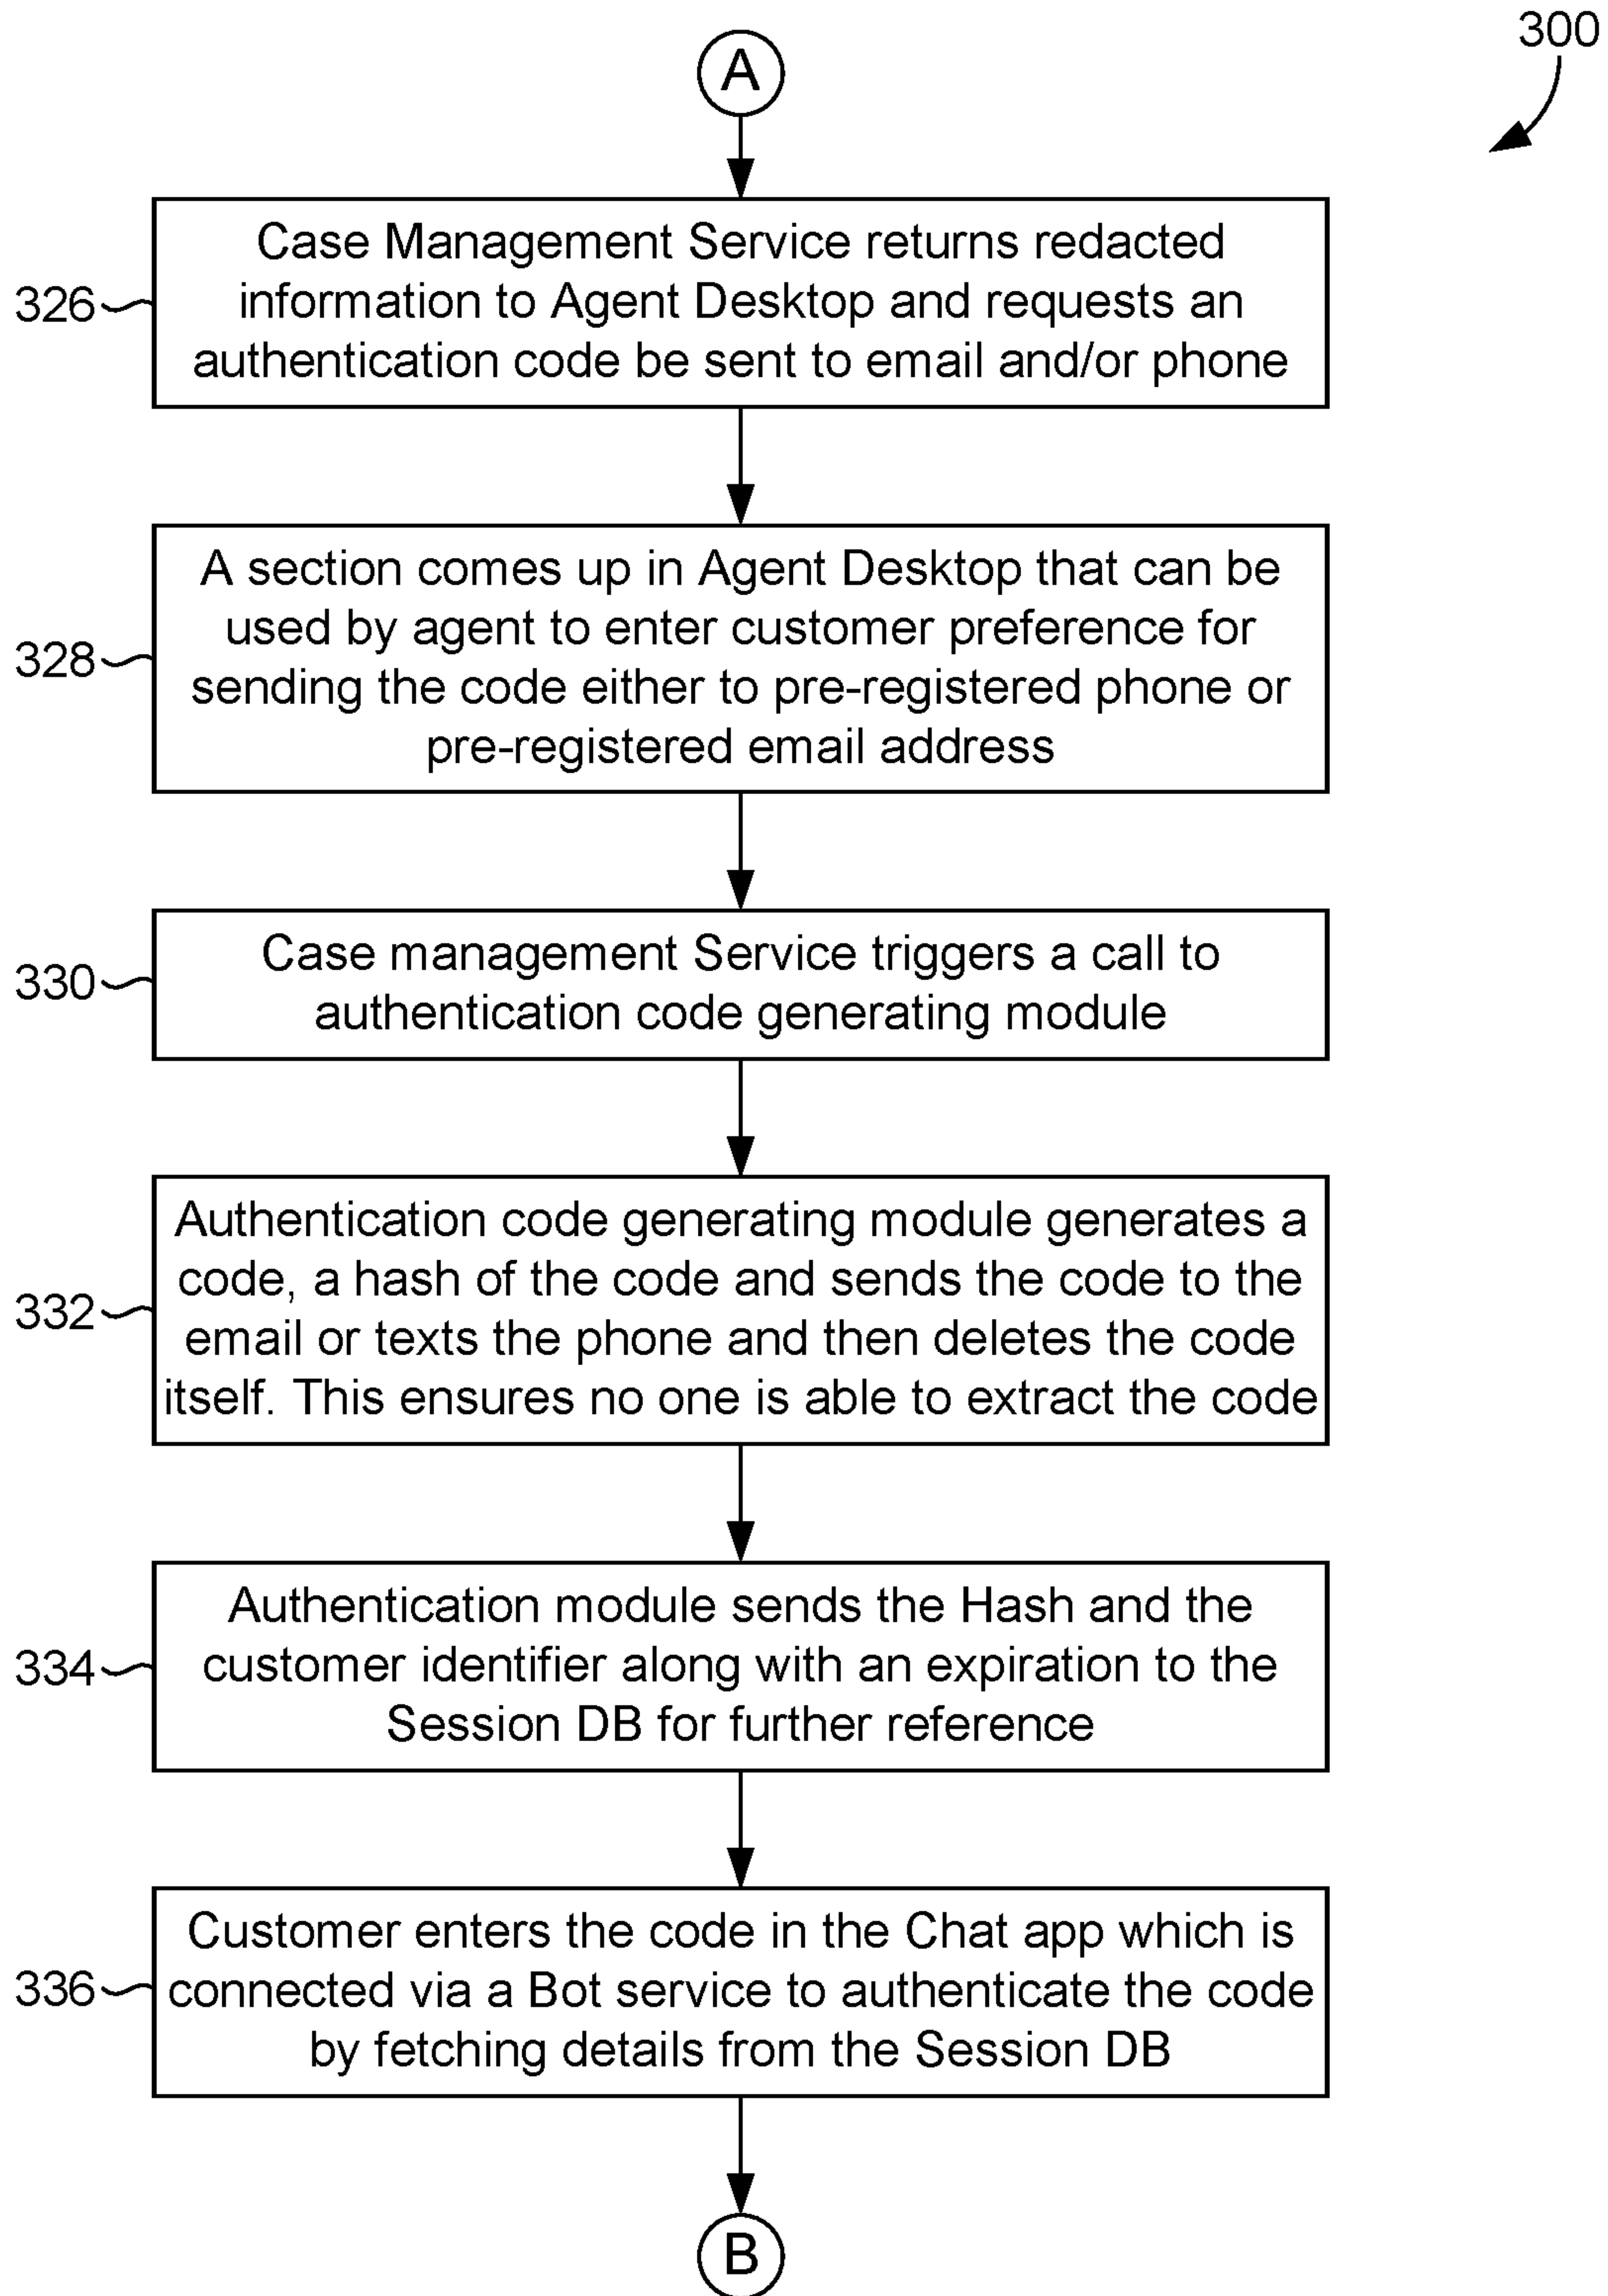 300
A
Case Management Service returns redacted
information to Agent Desktop and requests an
authentication code be sent to email and/or phone
326
A section comes up in Agent Desktop that can be
used by agent to enter customer preference for
sending the code either to pre-registered phone or
pre-registered email address
328
Case management Service triggers a call to
authentication code generating module
330
Authentication code generating module generates a
code, a hash of the code and sends the code to the
email or texts the phone and then deletes the code
itself. This ensures no one is able to extract the code
332
Authentication module sends the Hash and the
customer identifier along with an expiration to the
Session DB for further reference
334
Customer enters the code in the Chat app which is
connected via a Bot service to authenticate the code
by fetching details from the Session DB
336
B